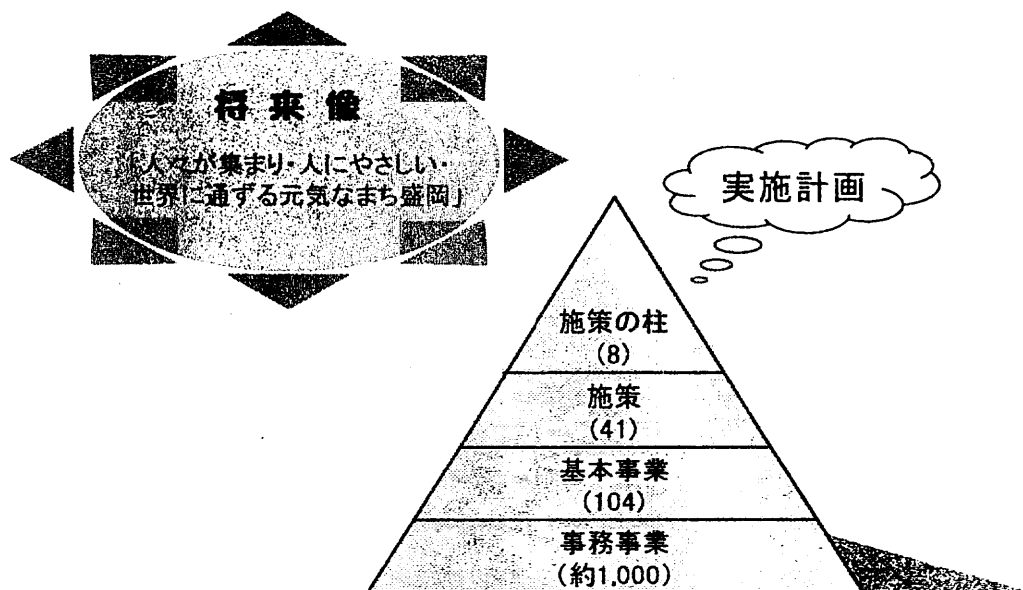 将来像
「人々が集まり・人にやさしい・
世界に通ずる元気なまち盛岡」
実施計画
施策の柱
(8)
施策
(41)
基本事業
(104)
事務事業
(約1,000)